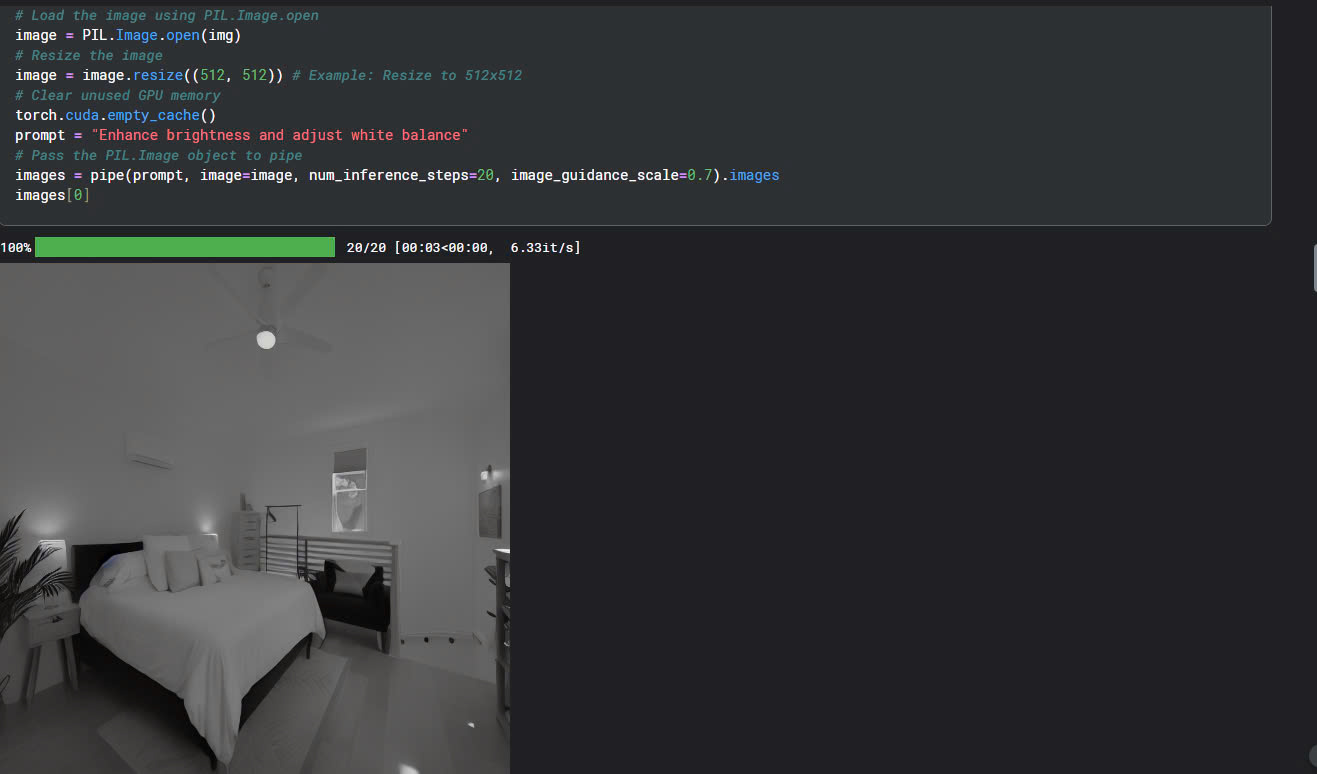 # Load the image using PIL.Image.open
image = PIL.Image.open(img)
# Resize the image
image = image.resize((512, 512)) # Example: Resize to 512x512
# Clear unused GPU memory
torch.cuda.empty_cache()
prompt = "Enhance brightness and adjust white balance"
# Pass the PIL.Image object to pipe
images = pipe(prompt, image=image, num_inference_steps=20, image_guidance_scale=0.7).images
images[0]
100% 20/20 [00:03<00:00, 6.33it/s]